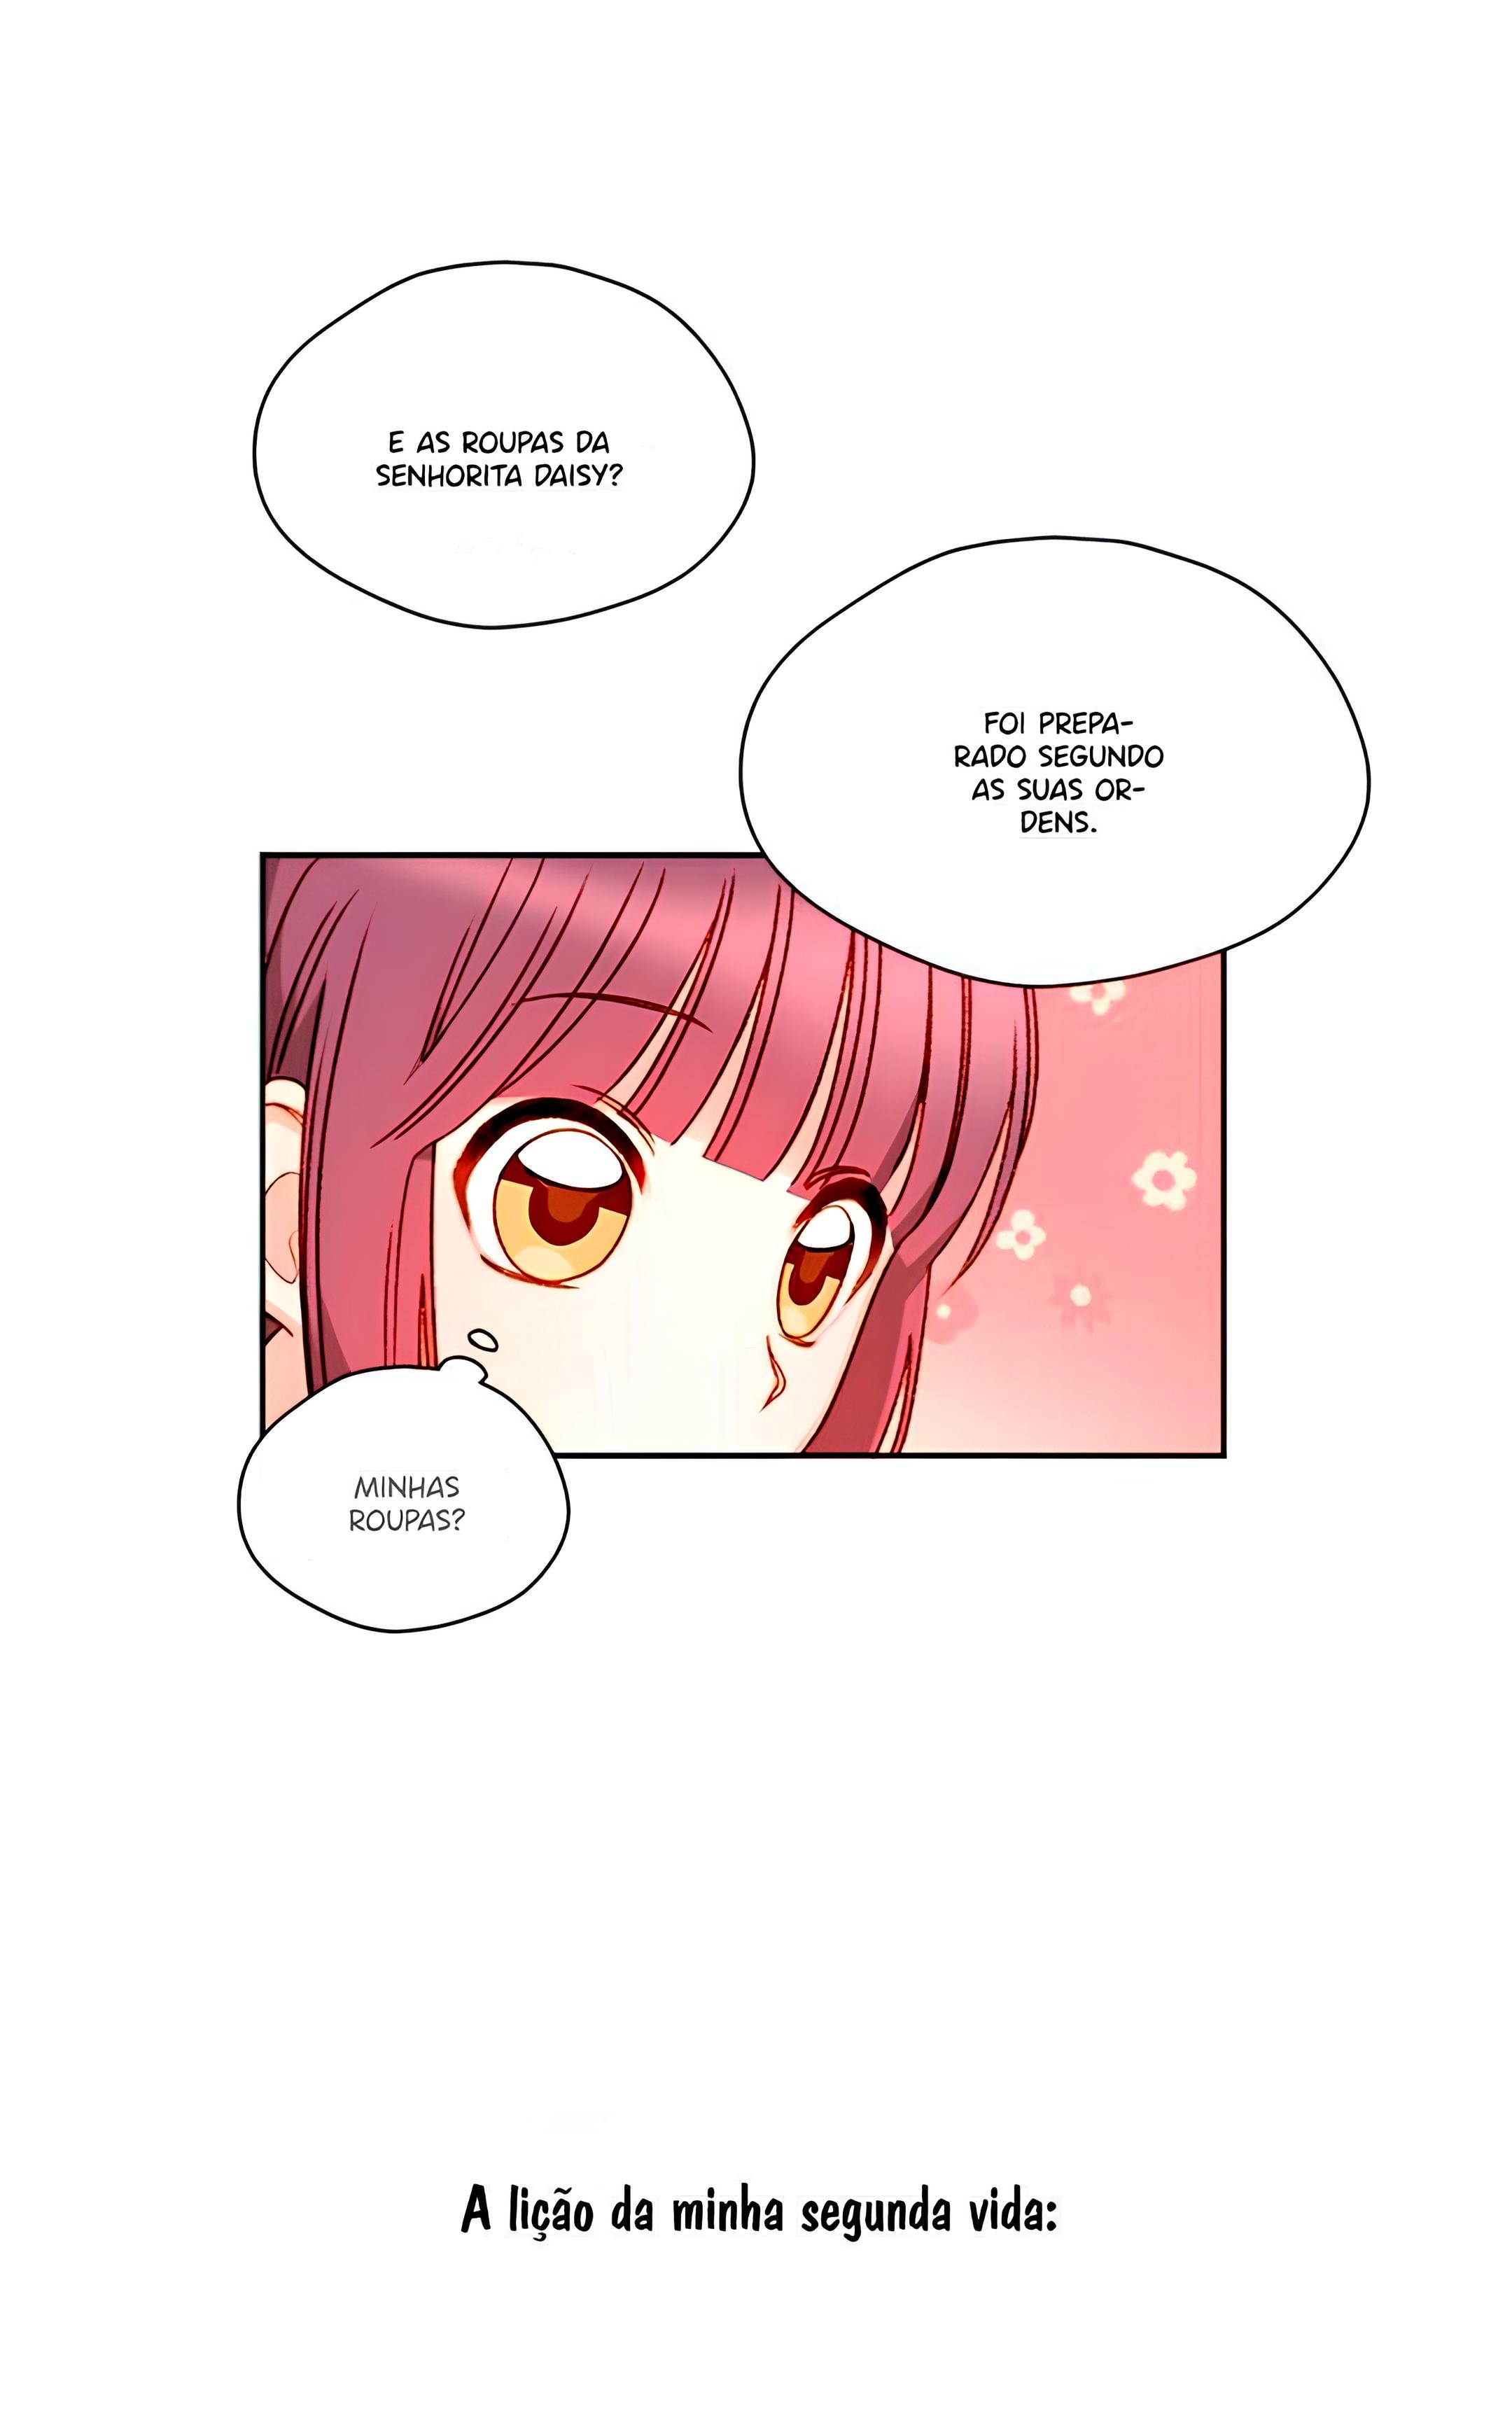 E AS ROUPAS DA
SENHORITA DAISY?
FOI PREPA-
RADO SEGUNDO
AS SUAS OR-
DENS.
MINHAS
ROUPAS?
A lição da minha segunda vida: